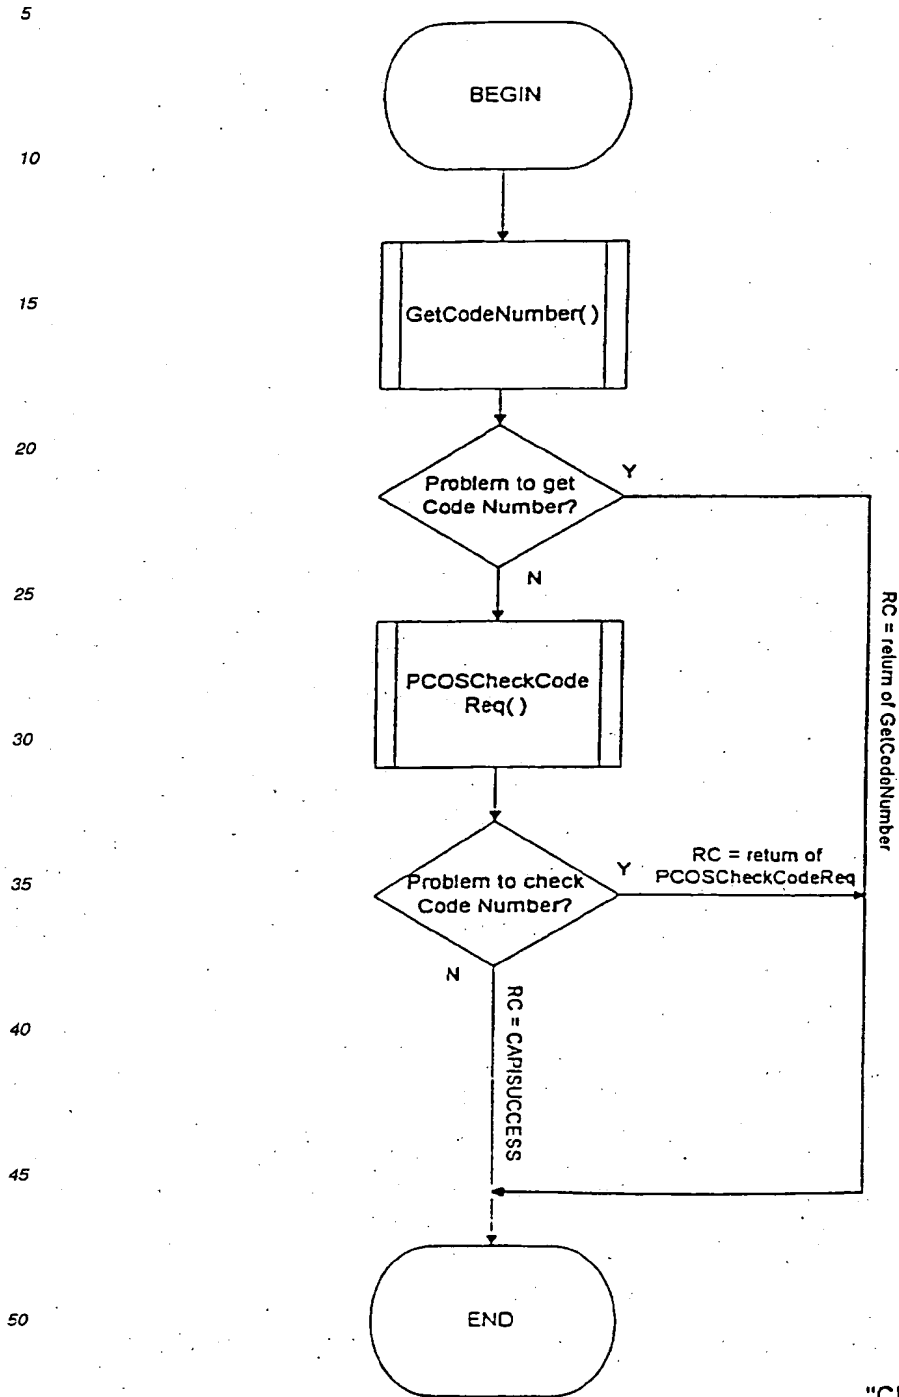 5
BEGIN
10
GetCodeNumber()
15
20
Problem to get
Code Number?
Y
N
25
PCOSCheckCode
Req()
RC = return of GetCodeNumber
30
Problem to check
Code Number?
Y
RC = return of
PCOSCheckCodeReq
35
N
RC = CAPISUCCESS
40
45
END
50